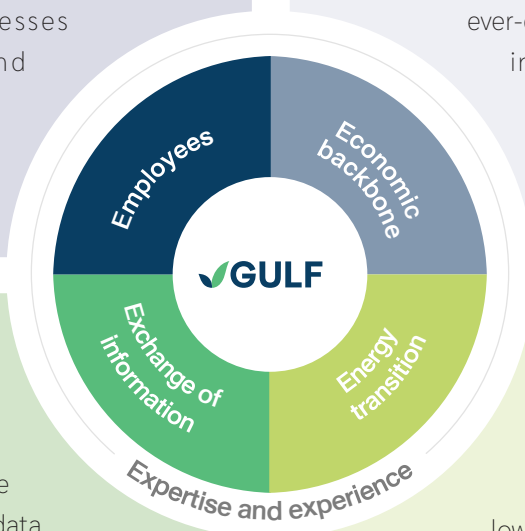 esses
nd
ever-
in
Employees
Economic
backbone
GULF
Exchange of
information
Energy
transition
Expertise and experience
e
data
low